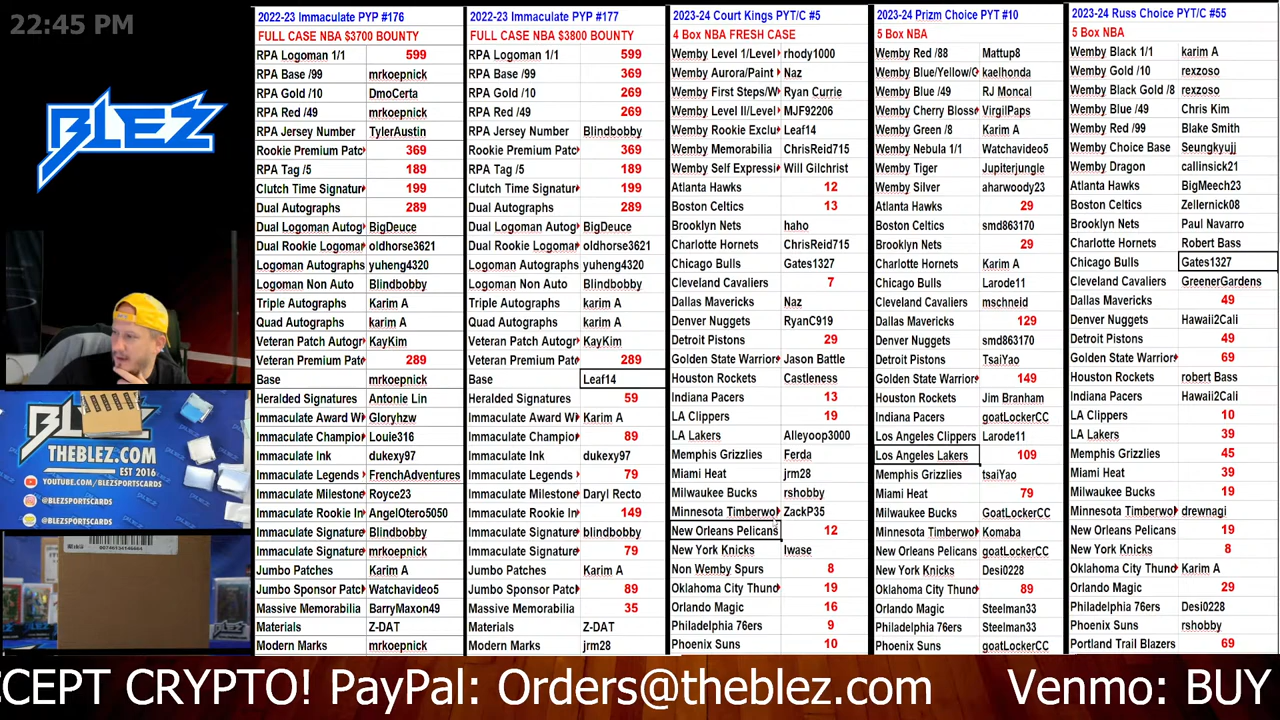 22:45 PM
BLEZ
BLEZ
THEBLEZ.COM
EST 2016
YOUTUBE.COM/BLEZSPORTSCARDS
@BLEZSPORTSCARDS
@BLEZSPORTSCARDS
2022-23 Immaculate PYP #176
FULL CASE NBA $3700 BOUNTY
RPA Logoman 1/1 599
RPA Base /99 mrkoepnick
RPA Gold /10 DmoCerta
RPA Red /49 mrkoepnick
RPA Jersey Number TylerAustin
Rookie Premium Patc 369
RPA Tag /5 189
Clutch Time Signatur 199
Dual Autographs 289
Dual Logoman Autog BigDeuce
Dual Rookie Logomar oldhorse3621
Logoman Autographs yuheng4320
Logoman Non Auto Blindbobby
Triple Autographs Karim A
Quad Autographs karim A
Veteran Patch Autogr KayKim
Veteran Premium Pat 289
Base mrkoepnick
Heralded Signatures Antonie Lin
Immaculate Award W Gloryhzw
Immaculate Champio Louie316
Immaculate Ink dukexy97
Immaculate Legends FrenchAdventures
Immaculate Milestone Royce23
Immaculate Rookie In AngelOtero5050
Immaculate Signature Blindbobby
Immaculate Signature mrkoepnick
Jumbo Patches Karim A
Jumbo Sponsor Patc Watchavideo5
Massive Memorabilia BarryMaxon49
Materials Z-DAT
Modern Marks mrkoepnick
2022-23 Immaculate PYP #177
FULL CASE NBA $3800 BOUNTY
RPA Logoman 1/1 599
RPA Base /99 369
RPA Gold /10 269
RPA Red /49 269
RPA Jersey Number Blindbobby
Rookie Premium Patc 369
RPA Tag /5 189
Clutch Time Signatur 199
Dual Autographs 289
Dual Logoman Autog BigDeuce
Dual Rookie Logomar oldhorse3621
Logoman Autographs yuheng4320
Logoman Non Auto Blindbobby
Triple Autographs karim A
Quad Autographs karim A
Veteran Patch Autogr KayKim
Veteran Premium Pat 289
Base Leaf14
Heralded Signatures 59
Immaculate Award W Karim A
Immaculate Champio 89
Immaculate Ink dukexy97
Immaculate Legends 79
Immaculate Milestone Daryl Recto
Immaculate Rookie In 149
Immaculate Signature blindbobby
Immaculate Signature 79
Jumbo Patches Karim A
Jumbo Sponsor Patc 89
Massive Memorabilia 35
Materials Z-DAT
Modern Marks jrm28
2023-24 Court Kings PYT/C #5
4 Box NBA FRESH CASE
Wemby Level 1/Level rhody1000
Wemby Aurora/Paint Naz
Wemby First Steps/W Ryan Currie
Wemby Level II/Level MJF92206
Wemby Rookie Exclu Leaf14
Wemby Memorabilia ChrisReid715
Wemby Self Expressi Will Gilchrist
Atlanta Hawks 12
Boston Celtics 13
Brooklyn Nets haho
Charlotte Hornets ChrisReid715
Chicago Bulls Gates1327
Cleveland Cavaliers 7
Dallas Mavericks Naz
Denver Nuggets RyanC919
Detroit Pistons 29
Golden State Warrior Jason Battle
Houston Rockets Castleness
Indiana Pacers 13
LA Clippers 19
LA Lakers Alleyoop3000
Memphis Grizzlies Ferda
Miami Heat jrm28
Milwaukee Bucks rshobby
Minnesota Timberwo ZackP35
New Orleans Pelicans 12
New York Knicks Iwase
Non Wemby Spurs 8
Oklahoma City Thund 19
Orlando Magic 16
Philadelphia 76ers 9
Phoenix Suns 10
2023-24 Prizm Choice PYT #10
5 Box NBA
Wemby Red /88 Mattup8
Wemby Blue/Yellow/G kaelhonda
Wemby Blue /49 RJ Moncal
Wemby Cherry Bloss VirgilPaps
Wemby Green /8 Karim A
Wemby Nebula 1/1 Watchavideo5
Wemby Tiger Jupiterjungle
Wemby Silver aharwoody23
Atlanta Hawks 29
Boston Celtics smd863170
Brooklyn Nets 29
Charlotte Hornets Karim A
Chicago Bulls Larode11
Cleveland Cavaliers mschneid
Dallas Mavericks 129
Denver Nuggets smd863170
Detroit Pistons TsaiYao
Golden State Warrior 149
Houston Rockets Jim Branham
Indiana Pacers goatLockerCC
Los Angeles Clippers Larode11
Los Angeles Lakers 109
Memphis Grizzlies tsaiYao
Miami Heat 79
Milwaukee Bucks GoatLockerCC
Minnesota Timberwo Komaba
New Orleans Pelicans goatLockerCC
New York Knicks Desi0228
Oklahoma City Thund 89
Orlando Magic Steelman33
Philadelphia 76ers Steelman33
Phoenix Suns goatLockerCC
2023-24 Russ Choice PYT/C #55
5 Box NBA
Wemby Black 1/1 karim A
Wemby Gold /10 rexzoso
Wemby Black Gold /8 rexzoso
Wemby Blue /49 Chris Kim
Wemby Red /99 Blake Smith
Wemby Choice Base Seungkyujj
Wemby Dragon callinsick21
Atlanta Hawks BigMeech23
Boston Celtics Zellernick08
Brooklyn Nets Paul Navarro
Charlotte Hornets Robert Bass
Chicago Bulls Gates1327
Cleveland Cavaliers GreenerGardens
Dallas Mavericks 49
Denver Nuggets Hawaii2Cali
Detroit Pistons 49
Golden State Warrior 69
Houston Rockets robert Bass
Indiana Pacers Hawaii2Cali
LA Clippers 10
LA Lakers 39
Memphis Grizzlies 45
Miami Heat 39
Milwaukee Bucks 19
Minnesota Timberwo drewnagi
New Orleans Pelicans 19
New York Knicks 8
Oklahoma City Thund Karim A
Orlando Magic 29
Philadelphia 76ers Desi0228
Phoenix Suns rshobby
Portland Trail Blazers 69
CCEPT CRYPTO! PayPal: Orders@theblez.com Venmo: BUY